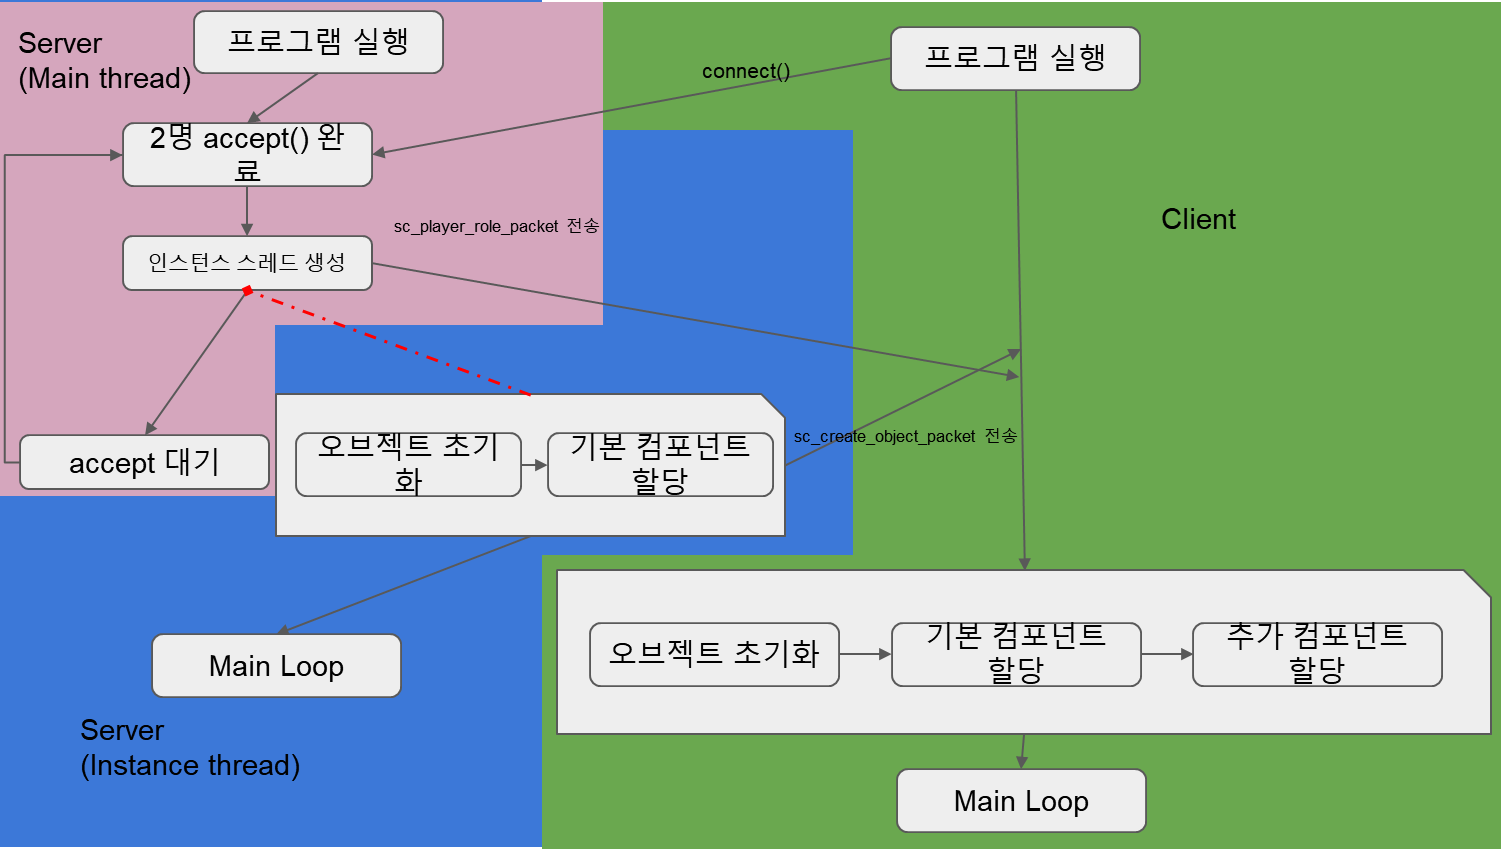 Server
(Main thread)
프로그램 실행
2명 accept() 완
료
인스턴스 스레드 생성
accept 대기
connect()
프로그램 실행
Client
sc_player_role_packet 전송
오브젝트 초기
화
기본 컴포넌트
할당
sc_create_object_packet 전송
Main Loop
Server
(Instance thread)
오브젝트 초기화
기본 컴포넌트
할당
추가 컴포넌트
할당
Main Loop